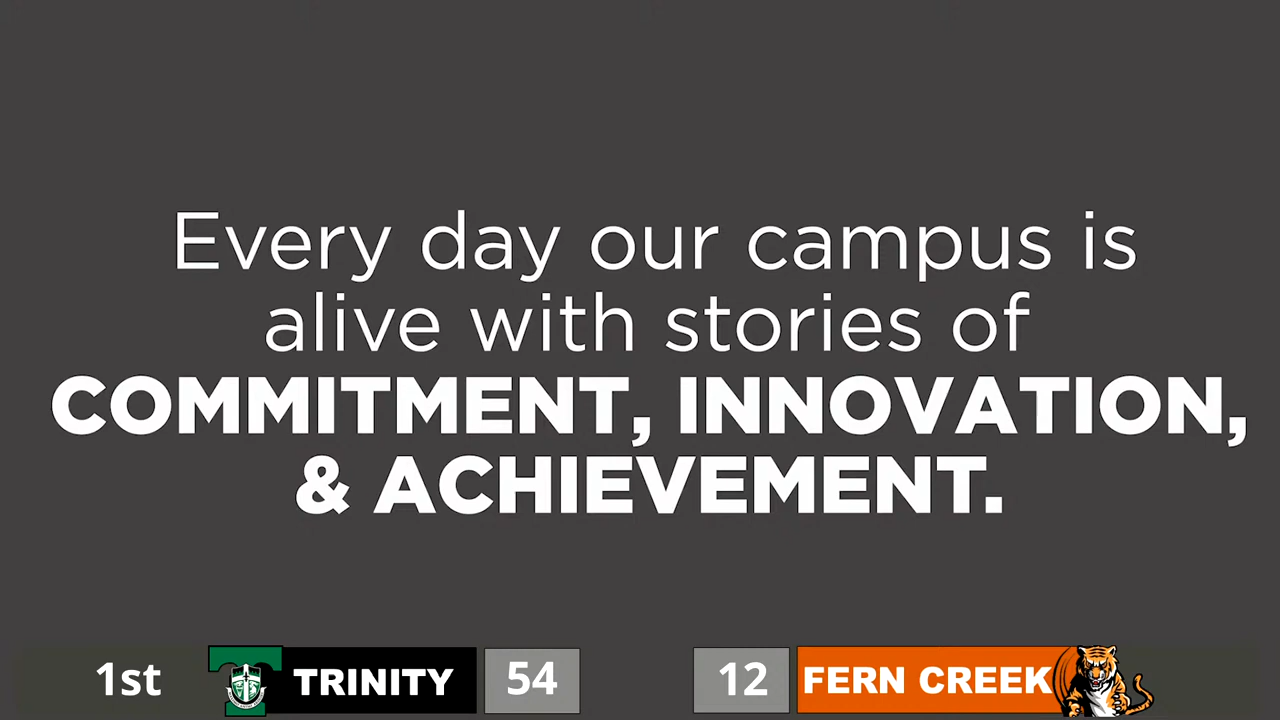 Every day our campus is
alive with stories of
COMMITMENT, INNOVATION,
& ACHIEVEMENT.
1st TRINITY 54 12 FERN CREEK